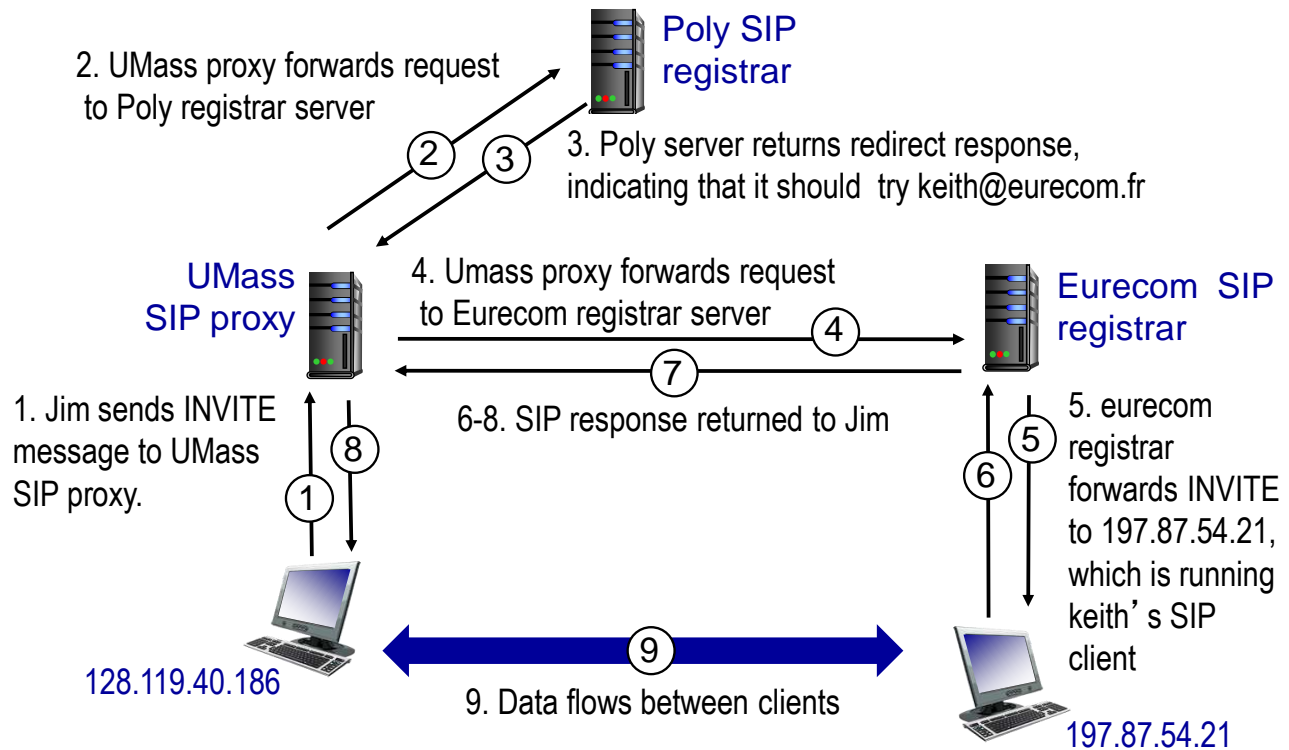 Poly SIP
registrar
2. UMass proxy forwards request
to Poly registrar server
2
3
3. Poly server returns redirect response,
indicating that it should try keith@eurecom.fr
UMass
SIP proxy
4. Umass proxy forwards request
to Eurecom registrar server
4
Eurecom SIP
registrar
7
1. Jim sends INVITE
message to UMass
SIP proxy.
8
1
6-8. SIP response returned to Jim
5
6
5. eurecom
registrar
forwards INVITE
to 197.87.54.21,
which is running
keith’s SIP
client
9
128.119.40.186
9. Data flows between clients
197.87.54.21